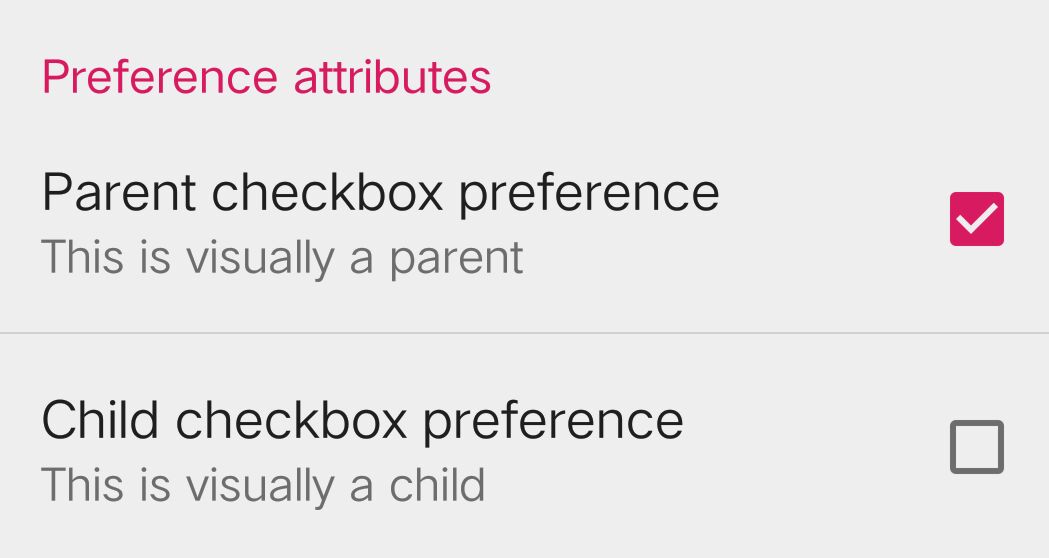 Preference attributes
Parent checkbox preference
This is visually a parent
Child checkbox preference
This is visually a child